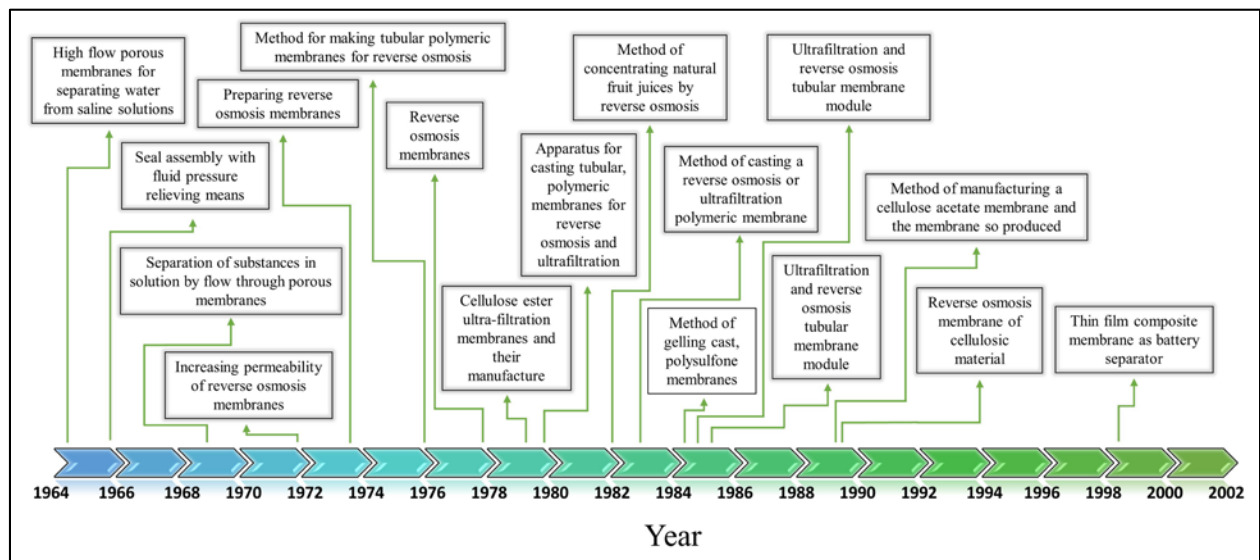 High flow porous
membranes for
separating water
from saline solutions
Method for making tubular polymeric
membranes for reverse osmosis
Preparing reverse
osmosis membranes
Seal assembly with
fluid pressure
relieving means
Separation of substances in
solution by flow through porous
membranes
Increasing permeability
of reverse osmosis
membranes
Reverse
osmosis
membranes
Cellulose ester
ultra-filtration
membranes and
their
manufacture
Method of
concentrating natural
fruit juices by
reverse osmosis
Apparatus for
casting tubular,
polymeric
membranes for
reverse
osmosis and
ultrafiltration
Ultrafiltration and
reverse osmosis
tubular membrane
module
Method of casting a
reverse osmosis or
ultrafiltration
polymeric membrane
Method of
gelling cast,
polysulfone
membranes
Ultrafiltration
and reverse
osmosis
tubular
membrane
module
Method of manufacturing a
cellulose acetate membrane and
the membrane so produced
Reverse osmosis
membrane of
cellulosic
material
Thin film composite
membrane as battery
separator
1964 1966 1968 1970 1972 1974 1976 1978 1980 1982 1984 1986 1988 1990 1992 1994 1996 1998 2000 2002
Year